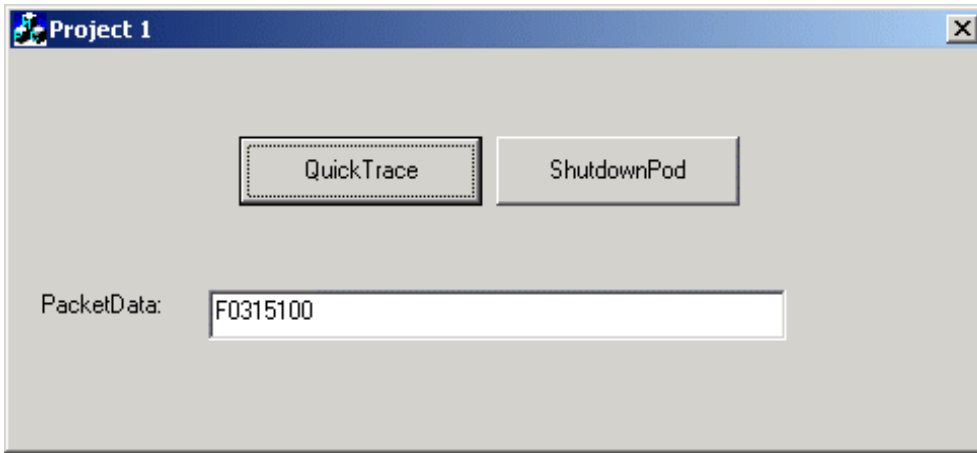 Project 1
QuickTrace
ShutdownPod
PacketData:
F0315100